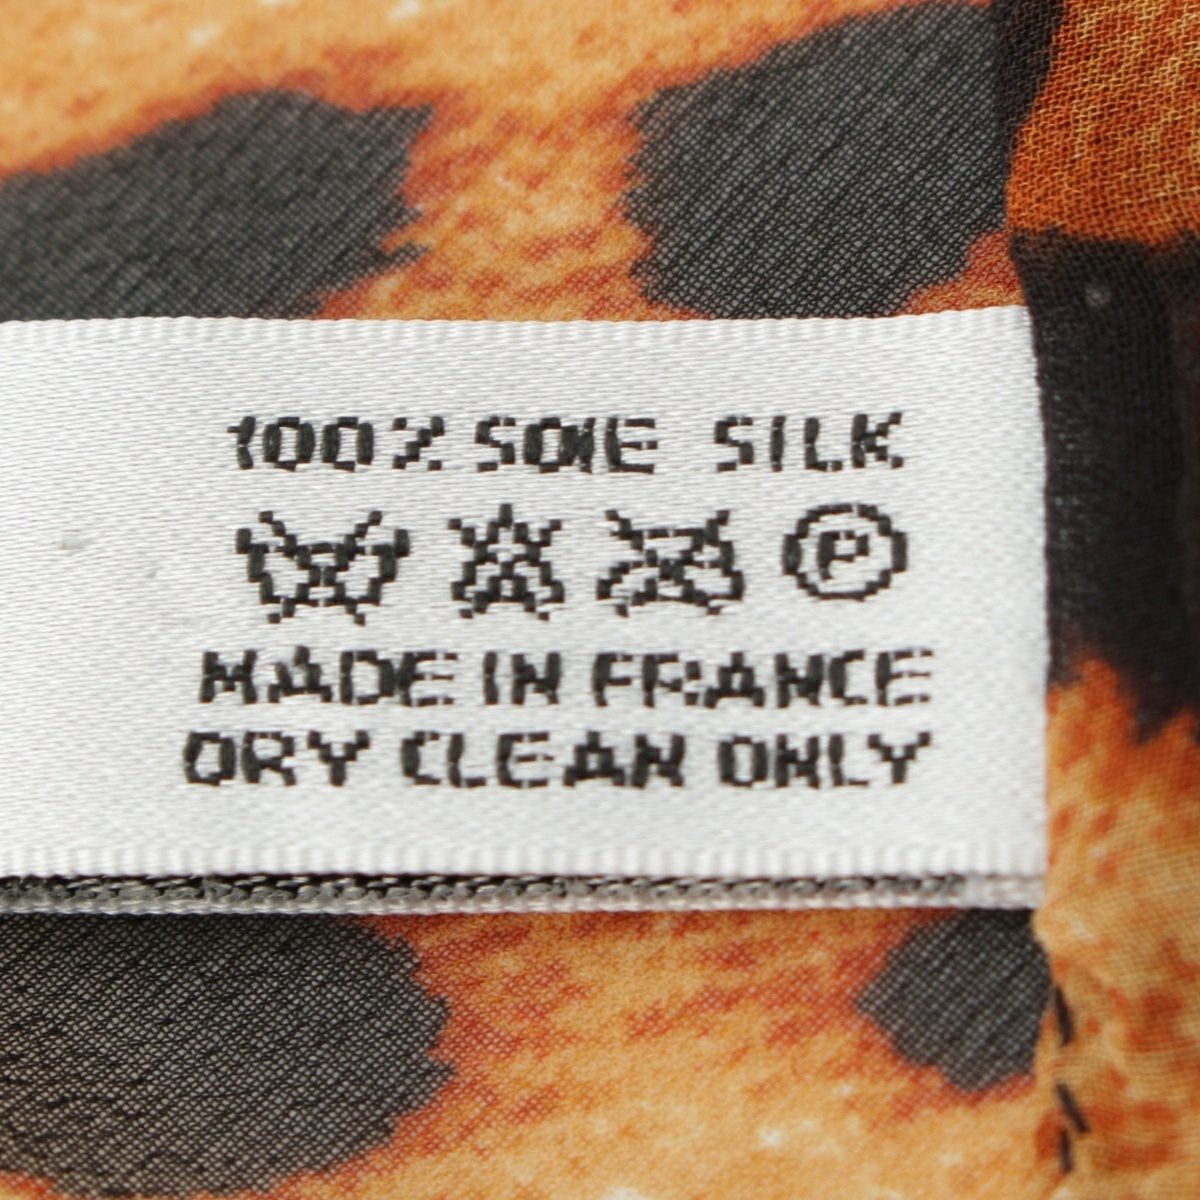 100% SOIE SILK
P
MADE IN FRANCE
DRY CLEAN ONLY